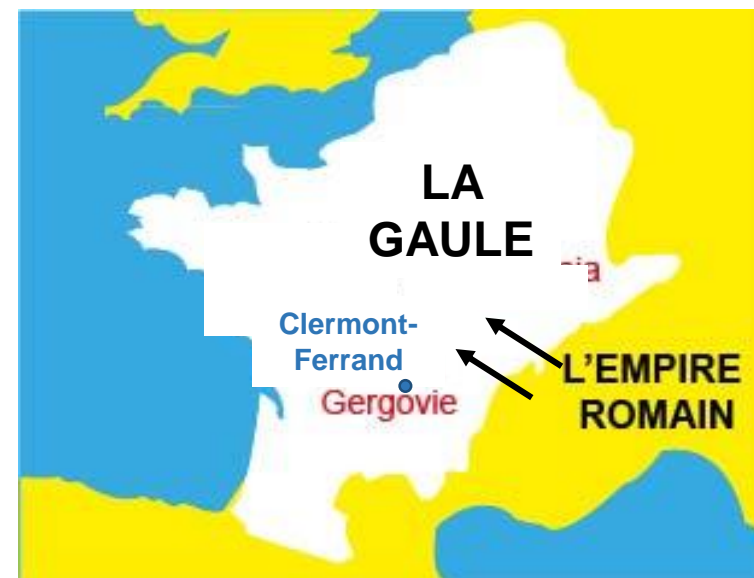 LA
GAULE
Clermont-
Ferrand
Gergovie
L'EMPIRE
ROMAIN